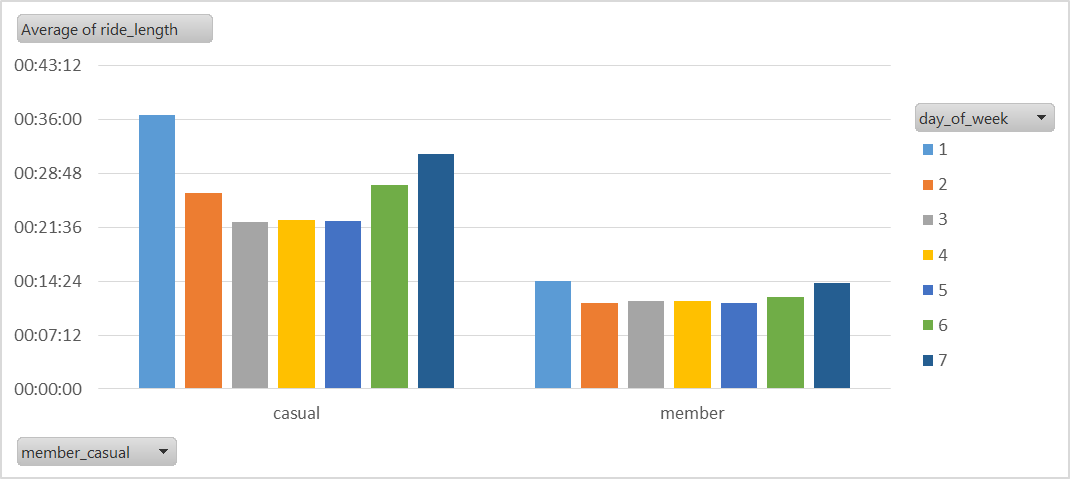 Average of ride_length
00:43:12
00:36:00
00:28:48
00:21:36
00:14:24
00:07:12
00:00:00
casual
member
day_of_week
1
2
3
4
5
6
7
member_casual